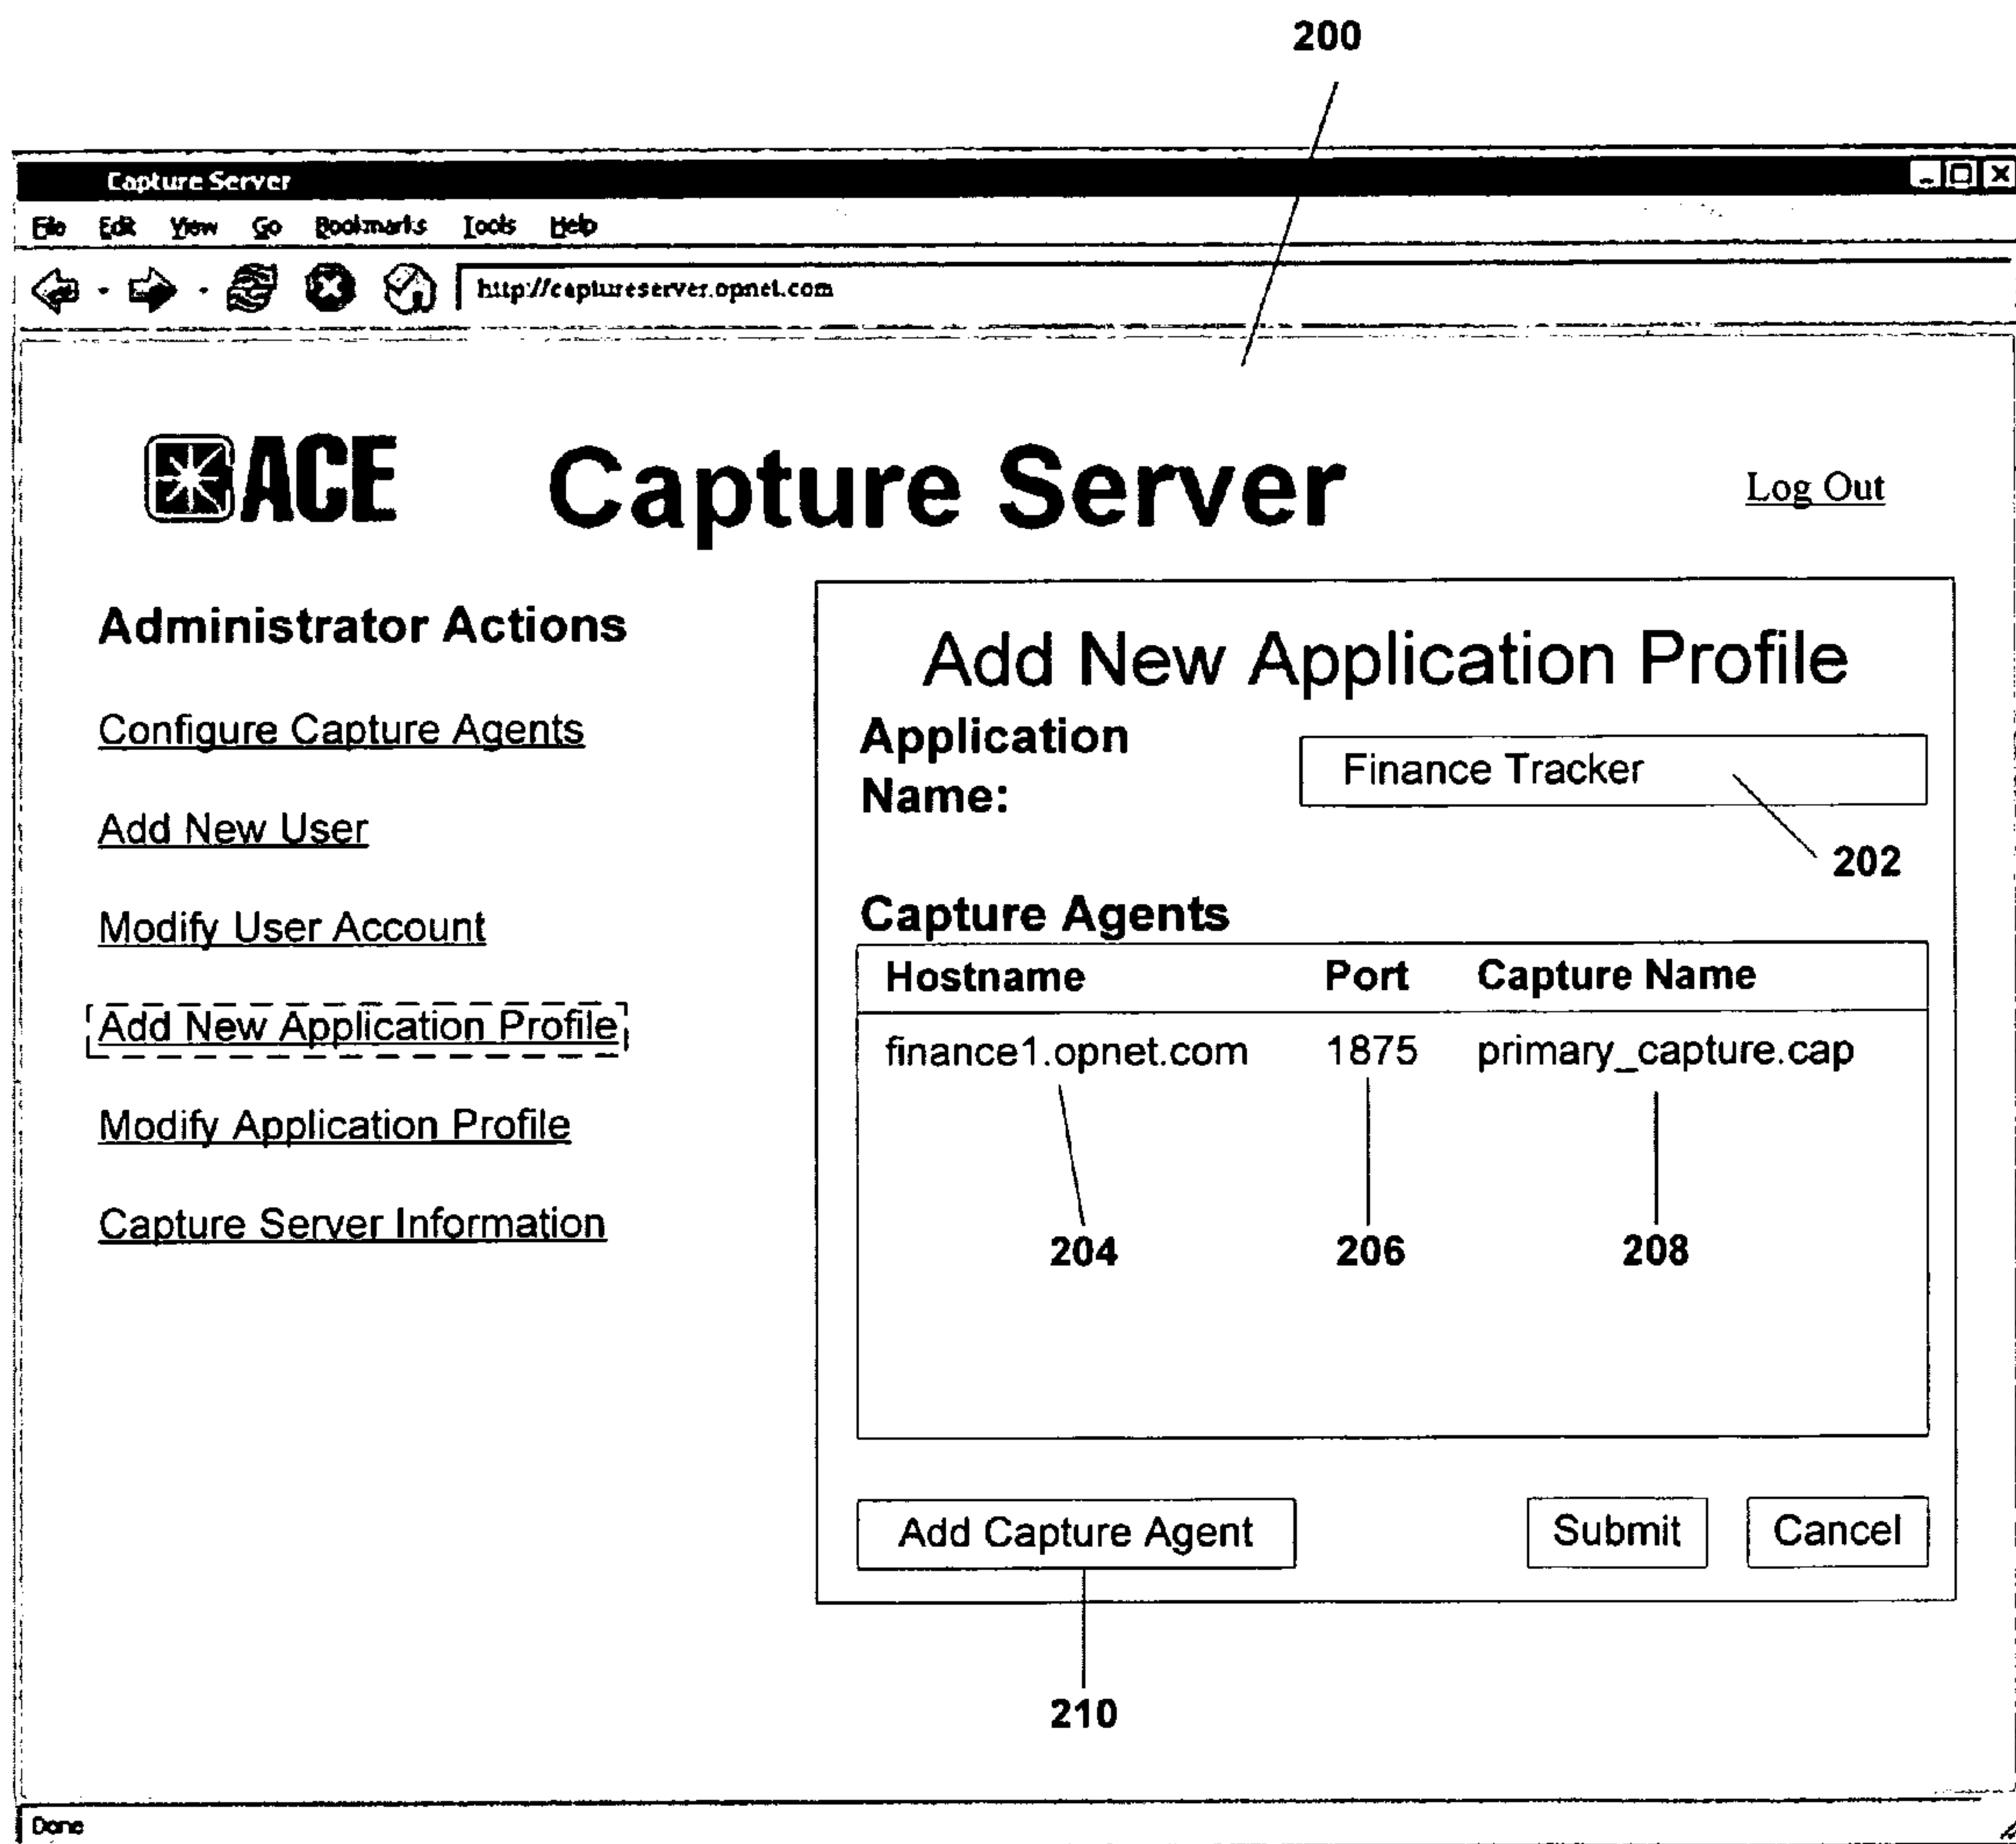 200
Capture Server
File Edit View Go Bookmarks Tools Help
http://captureserver.opnet.com
ACE Capture Server Log Out
Administrator Actions
Configure Capture Agents
Add New User
Modify User Account
Add New Application Profile
Modify Application Profile
Capture Server Information
Add New Application Profile
Application
Name:
Finance Tracker
202
Capture Agents
Hostname Port Capture Name
finance1.opnet.com 1875 primary_capture.cap
204 206 208
Add Capture Agent Submit Cancel
210
Done